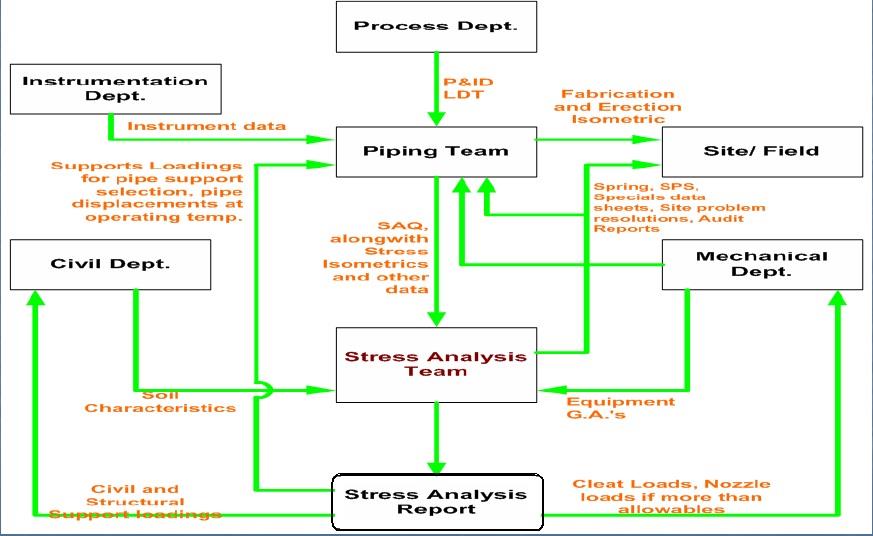 Process Dept.
Instrumentation
Dept.
P&ID
LDT
Fabrication
and Erection
Isometric
Instrument data
Piping Team
Site/ Field
Supports Loadings
for pipe support
selection, pipe
displacements at
operating temp.
Spring, SPS,
Specials data
sheets, Site problem
resolutions, Audit
Reports
SAQ,
alongwith
Stress
Isometrics
and other
data
Civil Dept.
Mechanical
Dept.
Stress Analysis
Team
Soil
Characteristics
Equipment
G.A.'s
Civil and
Structural
Support loadings
Stress Analysis
Report
Cleat Loads, Nozzle
loads if more than
allowables